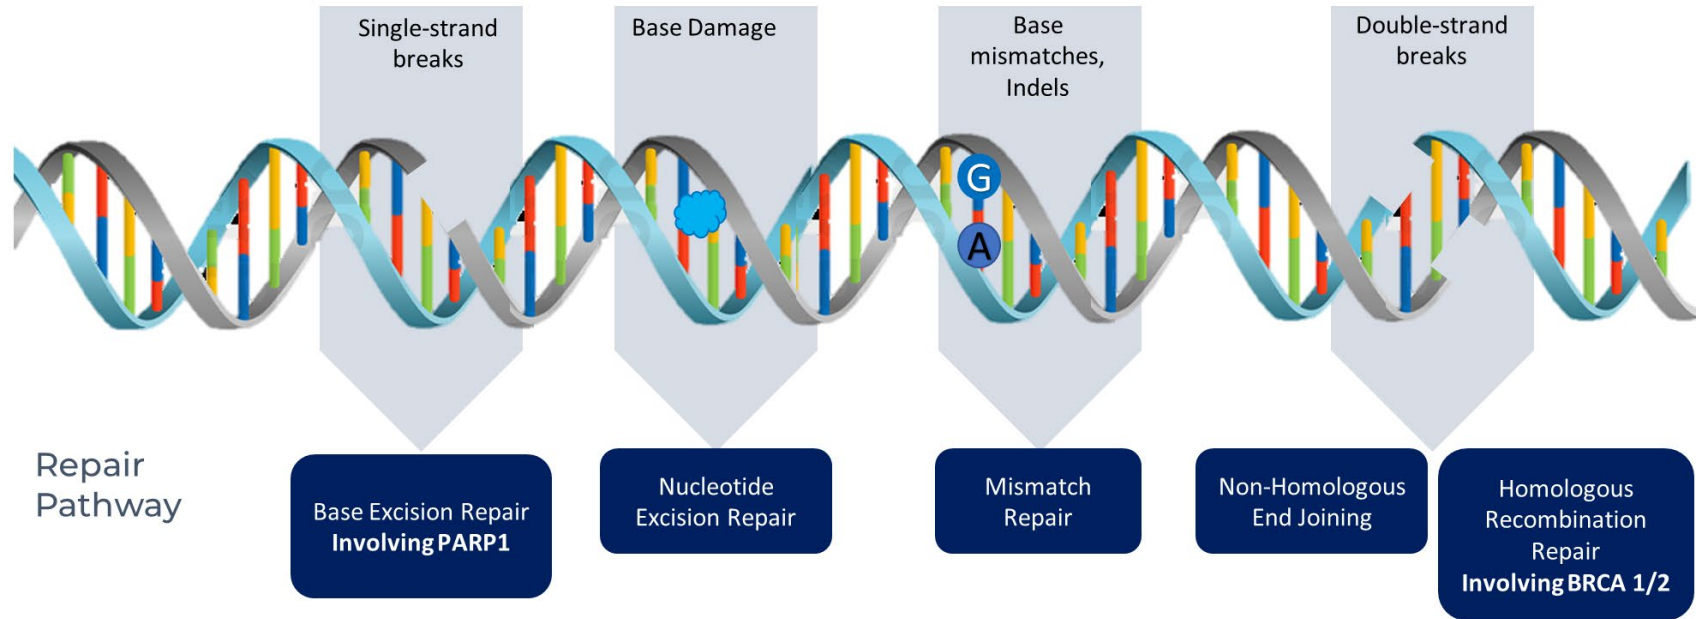 Single-strand
breaks
Base Damage
Base
mismatches,
Indels
Double-strand
breaks
G
A
Repair
Pathway
Base Excision Repair
Involving PARP1
Nucleotide
Excision Repair
Mismatch
Repair
Non-Homologous
End Joining
Homologous
Recombination
Repair
Involving BRCA 1/2